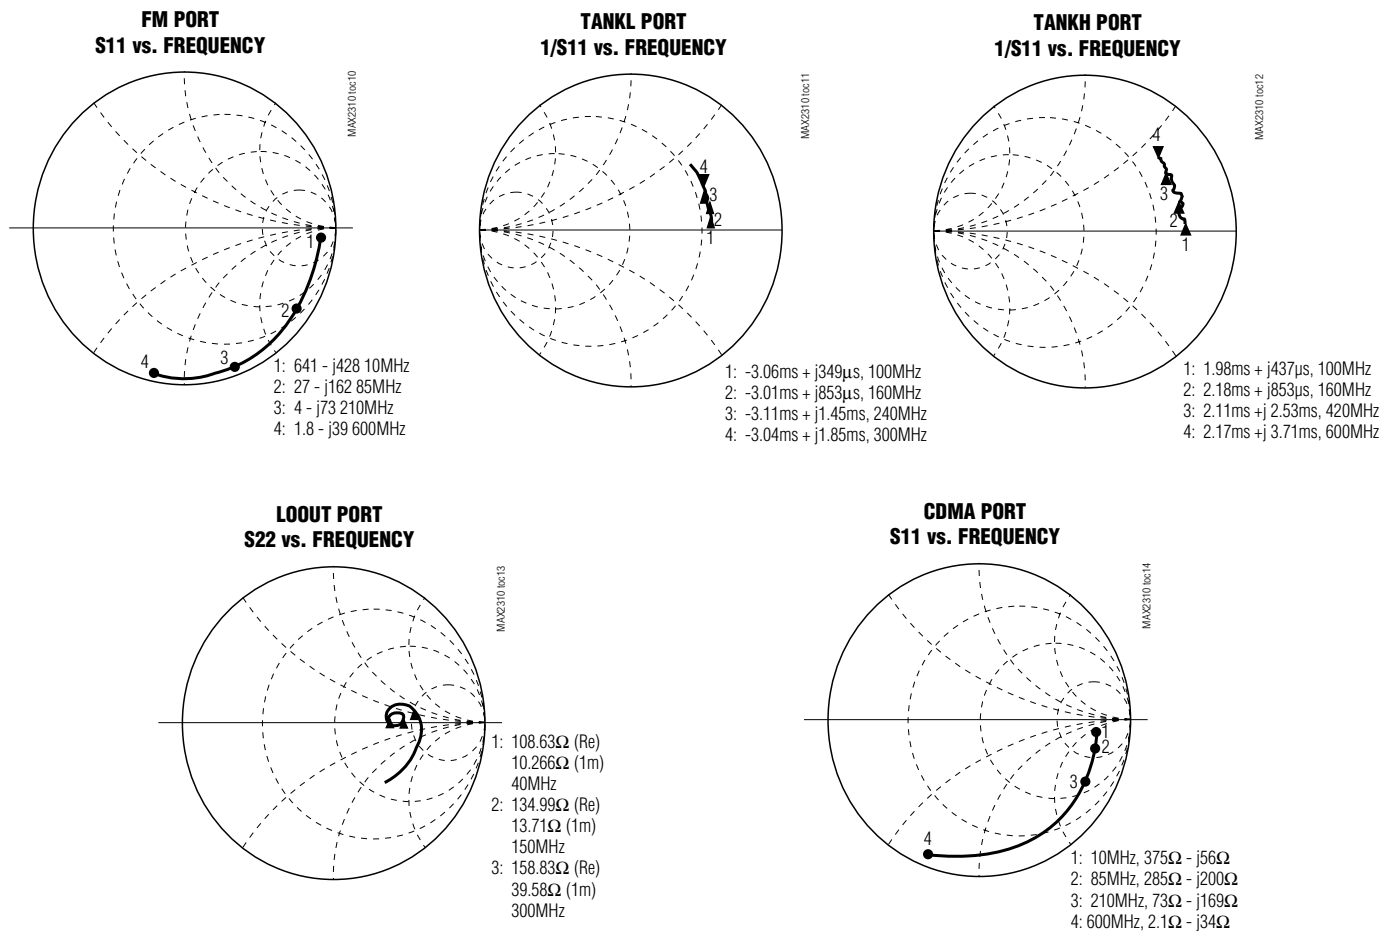 FM PORT
S11 vs. FREQUENCY
MAX2310 toc10
1
2
3
4
1: 641 - j428 10MHz
2: 27 - j162 85MHz
3: 4 - j73 210MHz
4: 1.8 - j39 600MHz
TANKL PORT
1/S11 vs. FREQUENCY
MAX2310 toc11
4
3
2
1
1: -3.06ms + j349µs, 100MHz
2: -3.01ms + j853µs, 160MHz
3: -3.11ms + j1.45ms, 240MHz
4: -3.04ms + j1.85ms, 300MHz
TANKH PORT
1/S11 vs. FREQUENCY
MAX2310 toc12
4
3
2
1
1: 1.98ms + j437µs, 100MHz
2: 2.18ms + j853µs, 160MHz
3: 2.11ms +j 2.53ms, 420MHz
4: 2.17ms +j 3.71ms, 600MHz
LOOUT PORT
S22 vs. FREQUENCY
MAX2310 toc13
1: 108.63Ω (Re)
10.266Ω (1m)
40MHz
2: 134.99Ω (Re)
13.71Ω (1m)
150MHz
3: 158.83Ω (Re)
39.58Ω (1m)
300MHz
CDMA PORT
S11 vs. FREQUENCY
MAX2310 toc14
1
2
3
4
1: 10MHz, 375Ω - j56Ω
2: 85MHz, 285Ω - j200Ω
3: 210MHz, 73Ω - j169Ω
4: 600MHz, 2.1Ω - j34Ω